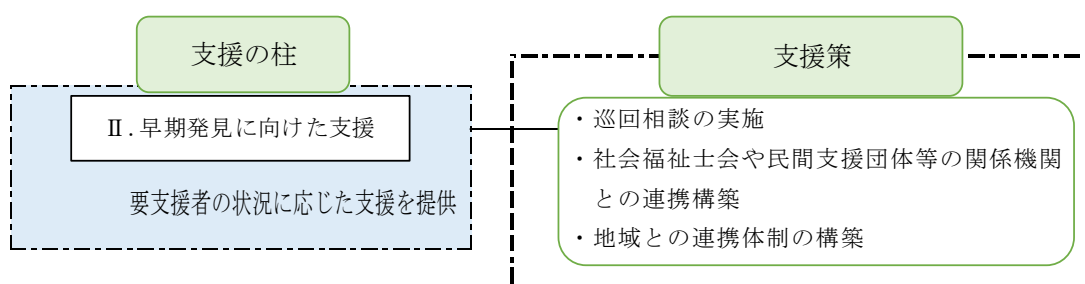 支援の柱
支援策
Ⅱ.早期発見に向けた支援
要支援者の状況に応じた支援を提供
・巡回相談の実施
・社会福祉士会や民間支援団体等の関係機関
との連携構築
・地域との連携体制の構築